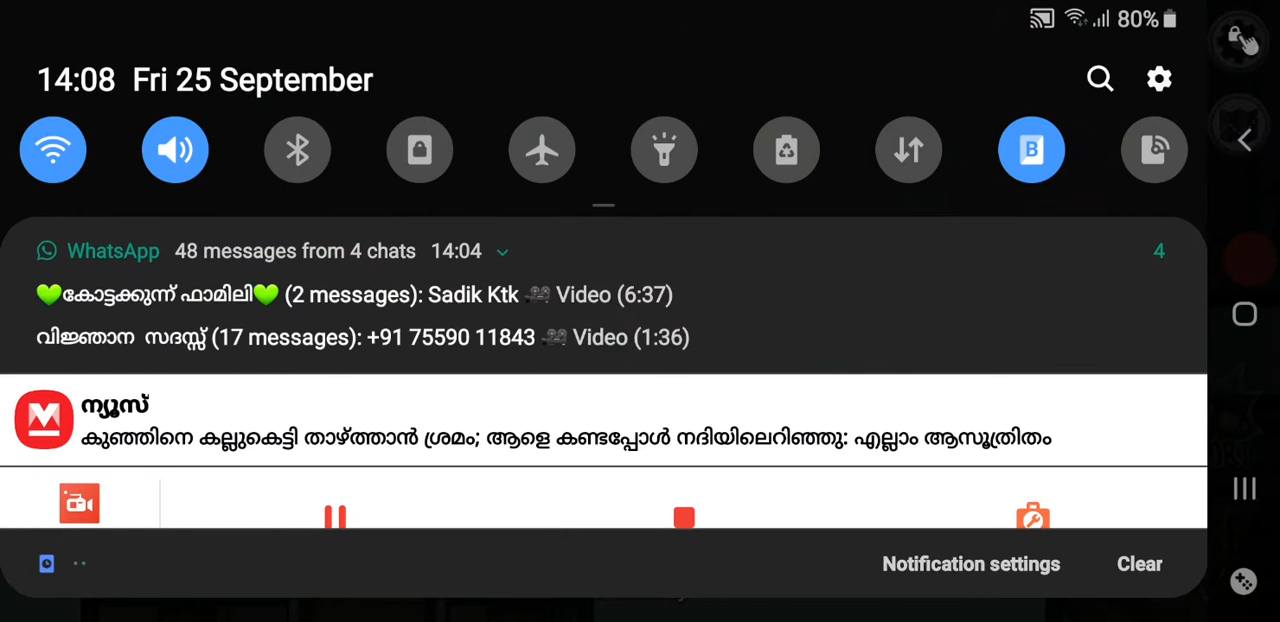 80%
14:08 Fri 25 September
B
WhatsApp 48 messages from 4 chats 14:04 4
💚കോട്ടക്കുന്ന് ഫാമിലി💚 (2 messages): Sadik Ktk 🎥 Video (6:37)
വിജ്ഞാന സദസ്സ് (17 messages): +91 75590 11843 🎥 Video (1:36)
ന്യൂസ്
കുഞ്ഞിനെ കല്ലുകെട്ടി താഴ്ത്താൻ ശ്രമം; ആളെ കണ്ടപ്പോൾ നദിയിലെറിഞ്ഞു: എല്ലാം ആസൂത്രിതം
Notification settings Clear